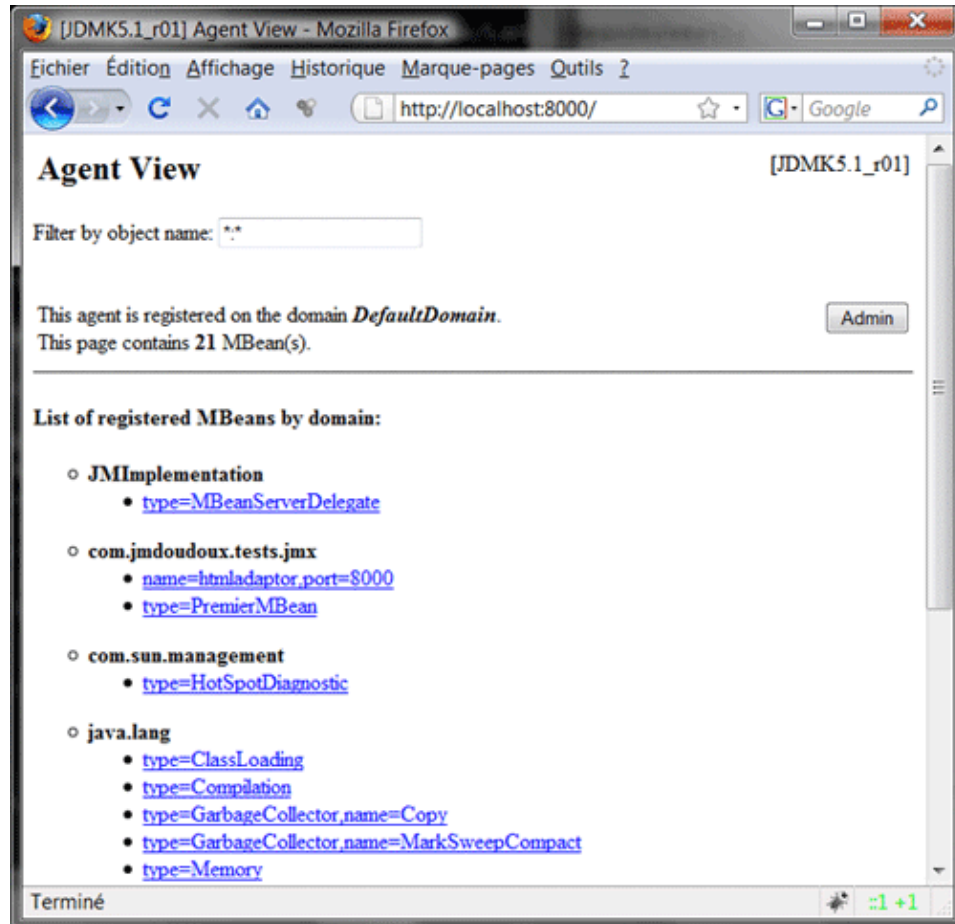 [JDMK5.1_r01] Agent View - Mozilla Firefox
Fichier Édition Affichage Historique Marque-pages Outils ?
http://localhost:8000/ G Google
Agent View [JDMK5.1_r01]
Filter by object name: *:*
This agent is registered on the domain DefaultDomain.
Admin
This page contains 21 MBean(s).
List of registered MBeans by domain:
JMImplementation
type=MBeanServerDelegate
com.jmdoudoux.tests.jmx
name=htmladaptor,port=8000
type=PremierMBean
com.sun.management
type=HotSpotDiagnostic
java.lang
type=ClassLoading
type=Compilation
type=GarbageCollector,name=Copy
type=GarbageCollector,name=MarkSweepCompact
type=Memory
Terminé ::1 +1